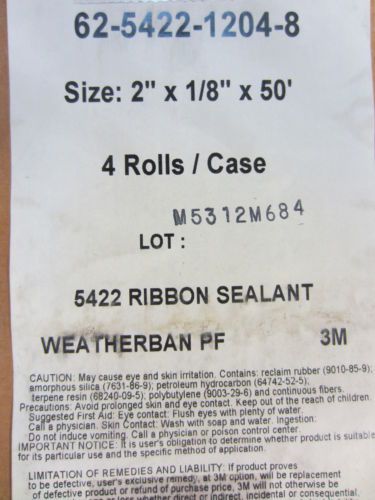 62-5422-1204-8
Size: 2" x 1/8" x 50'
4 Rolls / Case
M5312M684
LOT :
5422 RIBBON SEALANT
WEATHERBAN PF 3M
CAUTION: May cause eye and skin irritation. Contains: reclaim rubber (9010-85-9);
amorphous silica (7631-86-9); petroleum hydrocarbon (64742-52-5),
terpene resin (68240-09-5); polybutylene (9003-29-6) and continuous fibers.
Precautions: Avoid prolonged skin and eye contact. Keep out of the reach of children.
Suggested First Aid: Eye contact: Flush eyes with plenty of water.
Call a physician. Skin Contact: Wash with soap and water. Ingestion:
Do not induce vomiting. Call a physician or poison control center.
IMPORTANT NOTICE: It is user's obligation to determine whether product is suitable
for its particular use and the specific method of application.
LIMITATION OF REMEDIES AND LIABILITY: If product proves
to be defective, user's exclusive remedy, at 3M option, will be replacement
of defective product or refund of purchase price. 3M will not otherwise be
loss whether direct or indirect, incidental or consequential,